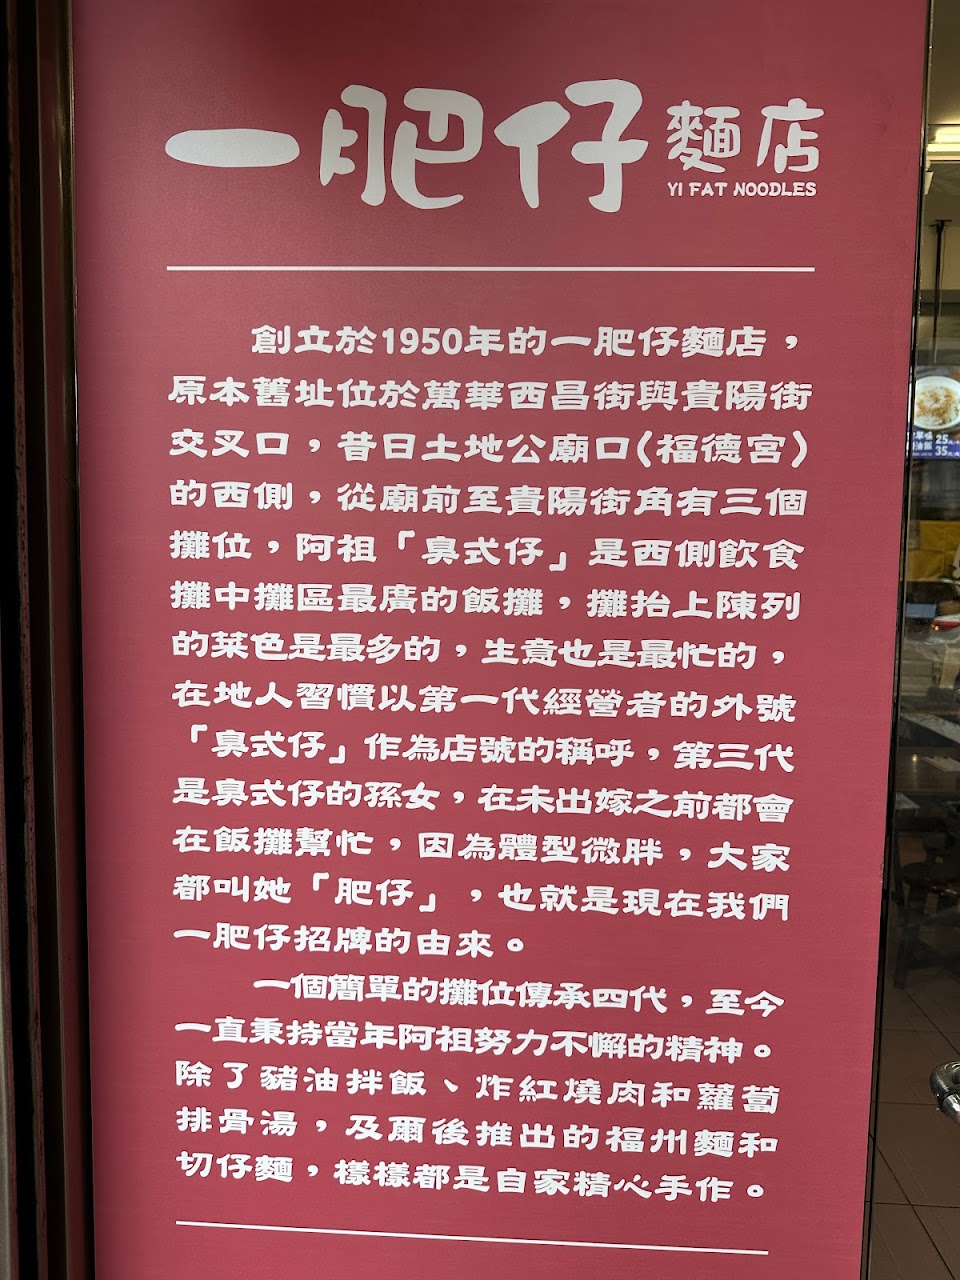 一肥仔麵店
YI FAT NOODLES
創立於1950年的一肥仔麵店，
原本舊址位於萬華西昌街與貴陽街
交叉口，昔日土地公廟口(福德宮)
的西側，從廟前至貴陽街角有三個
攤位，阿祖「鼻式仔」是西側飲食
攤中攤區最廣的飯攤，攤抬上陳列
的菜色是最多的，生意也是最忙的，
在地人習慣以第一代經營者的外號
「鼻式仔」作為店號的稱呼，第三代
是鼻式仔的孫女，在未出嫁之前都會
在飯攤幫忙，因為體型微胖，大家
都叫她「肥仔」，也就是現在我們
一肥仔招牌的由來。
一個簡單的攤位傳承四代，至今
一直秉持當年阿祖努力不懈的精神。
除了豬油拌飯、炸紅燒肉和蘿蔔
排骨湯，及爾後推出的福州麵和
切仔麵，樣樣都是自家精心手作。
25
35